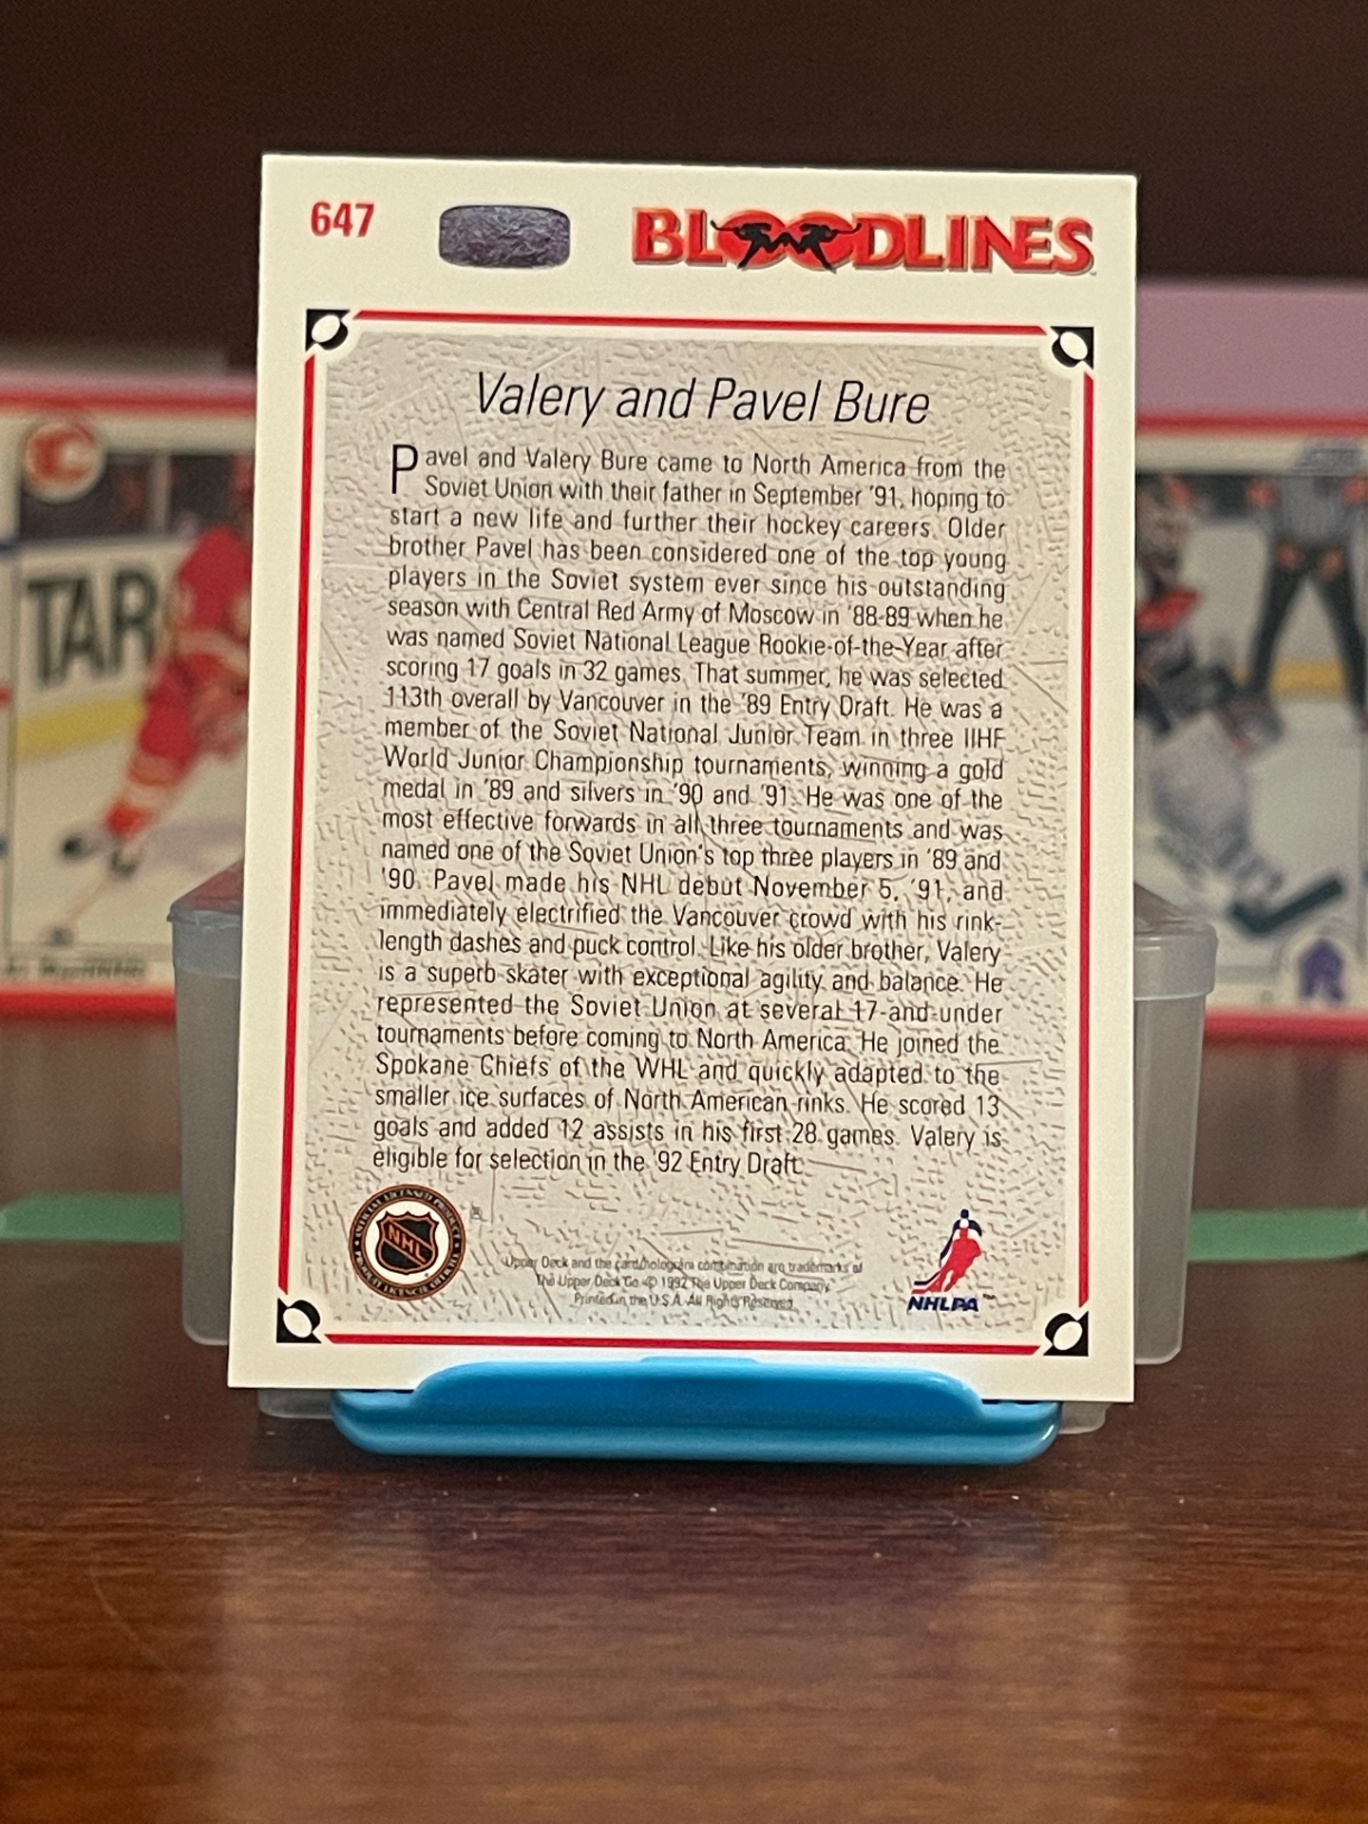 647
BLOODLINES
Valery and Pavel Bure
Pavel and Valery Bure came to North America from the
Soviet Union with their father in September '91, hoping to
start a new life and further their hockey careers. Older
brother Pavel has been considered one of the top young
players in the Soviet system ever since his outstanding
season with Central Red Army of Moscow in '88-89 when he
was named Soviet National League Rookie-of-the-Year after
scoring 17 goals in 32 games. That summer, he was selected
113th overall by Vancouver in the '89 Entry Draft. He was a
member of the Soviet National Junior Team in three IIHF
World Junior Championship tournaments, winning a gold
medal in '89 and silvers in '90 and '91. He was one of the
most effective forwards in all three tournaments and was
named one of the Soviet Union's top three players in '89 and
'90. Pavel made his NHL debut November 5, '91, and
immediately electrified the Vancouver crowd with his rink-
length dashes and puck control. Like his older brother, Valery
is a superb skater with exceptional agility and balance. He
represented the Soviet Union at several 17-and-under
tournaments before coming to North America. He joined the
Spokane Chiefs of the WHL and quickly adapted to the
smaller ice surfaces of North American rinks. He scored 13
goals and added 12 assists in his first 28 games. Valery is
eligible for selection in the '92 Entry Draft.
NHL
Upper Deck and the card/hologram combination are trademarks of
The Upper Deck Co. © 1992 The Upper Deck Company
Printed in the U.S.A. All Rights Reserved.
NHLPA
TAR